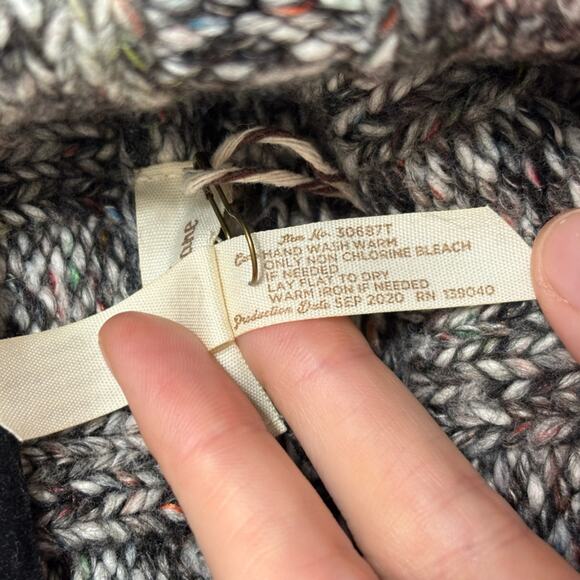 Item No. 30687T
HAND WASH WARM
ONLY NON CHLORINE BLEACH
IF NEEDED
LAY FLAT TO DRY
WARM IRON IF NEEDED
Production Date SEP 2020 RN 139040
one